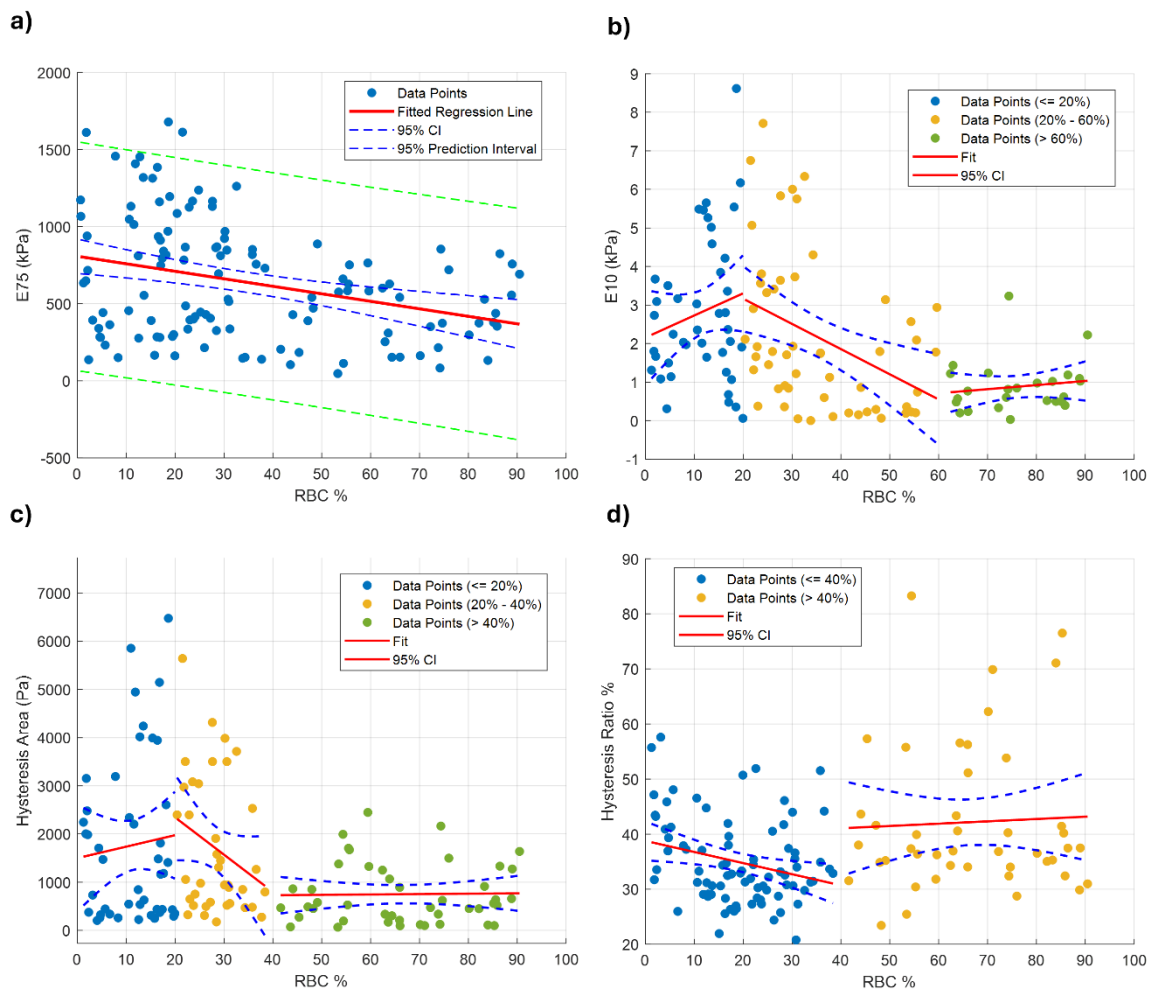 a)
2000
1500
1000
500
0
-500
E75 (kPa)
0 10 20 30 40 50 60 70 80 90 100
RBC %
Data Points
Fitted Regression Line
95% CI
95% Prediction Interval
b)
9
8
7
6
5
4
3
2
1
0
-1
E10 (kPa)
0 10 20 30 40 50 60 70 80 90 100
RBC %
Data Points (<= 20%)
Data Points (20% - 60%)
Data Points (> 60%)
Fit
95% CI
c)
7000
6000
5000
4000
3000
2000
1000
0
Hysteresis Area (Pa)
0 10 20 30 40 50 60 70 80 90 100
RBC %
Data Points (<= 20%)
Data Points (20% - 40%)
Data Points (> 40%)
Fit
95% CI
d)
90
80
70
60
50
40
30
20
Hysteresis Ratio %
0 10 20 30 40 50 60 70 80 90 100
RBC %
Data Points (<= 40%)
Data Points (> 40%)
Fit
95% CI